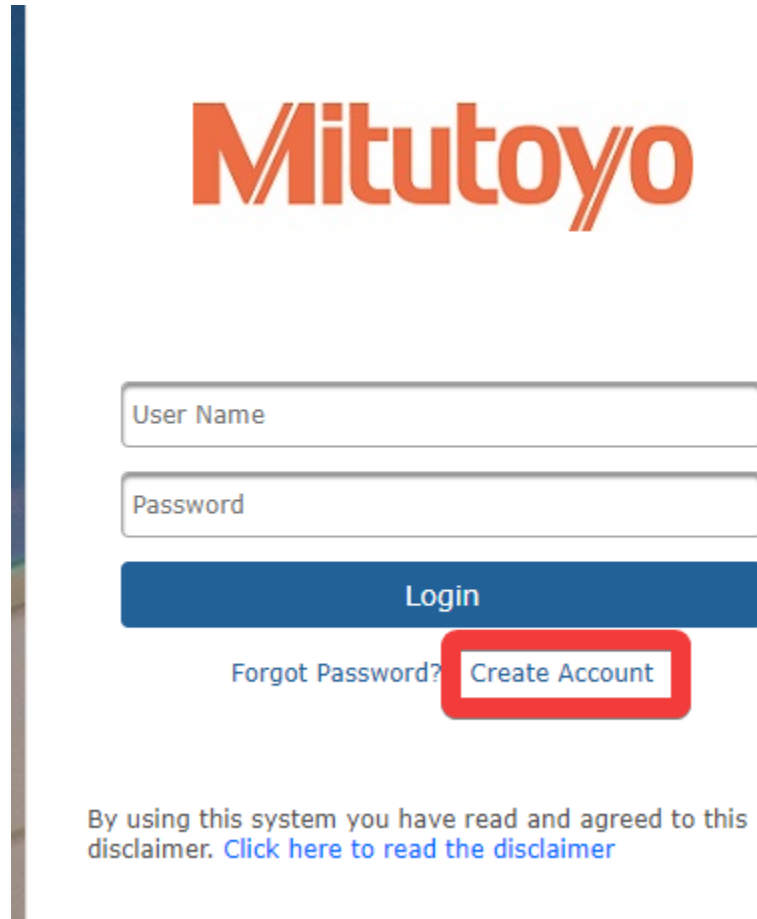 Mitutoyo
User Name
Password
Login
Forgot Password? Create Account
By using this system you have read and agreed to this
disclaimer. Click here to read the disclaimer